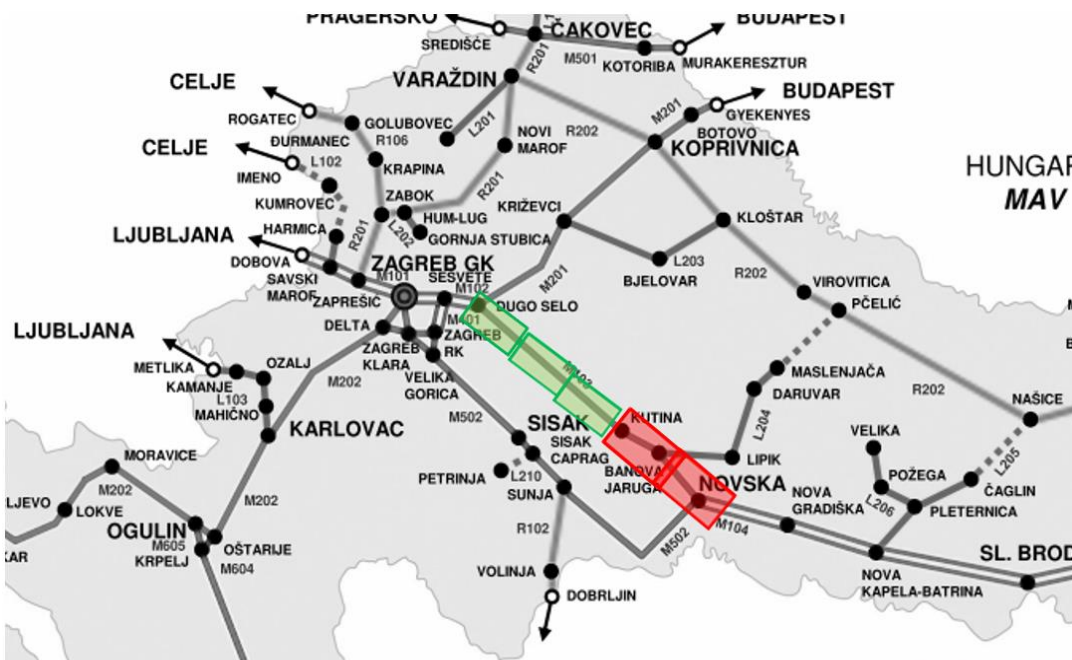 PRAGERSKO
ČAKOVEC
BUDAPEST
SREDIŠĆE
M501
KOTORIBA
MURAKERESZTUR
R201
CELJE
VARAŽDIN
M201
BUDAPEST
GYEKENYES
BOTOVO
ROGATEC
GOLUBOVEC
L201
R202
ĐURMANEC
R106
NOVI
MAROF
KOPRIVNICA
CELJE
L102
KRAPINA
HUNGAR
MAV
IMENO
KUMROVEC
ZABOK
R201
KRIŽEVCI
KLOŠTAR
HARMICA
R201
L202
HUM-LUG
GORNJA STUBICA
LJUBLJANA
M201
BJELOVAR
L203
R202
DOBOVA
SAVSKI
MAROF
ZAPREŠIĆ
ZAGREB GK
M101
SESVETE
M102
DUGO SELO
VIROVITICA
PČELIĆ
LJUBLJANA
DELTA
M401
ZAGREB
RK
ZAGREB
KLARA
VELIKA
GORICA
M103
METLIKA
KAMANJE
OZALJ
M202
L103
MAHIČNO
MASLENJAČA
DARUVAR
R202
NAŠICE
M502
KARLOVAC
SISAK
SISAK
CAPRAG
KUTINA
L204
LIPIK
VELIKA
POŽEGA
L205
ČAGLIN
MORAVICE
PETRINJA
L210
SUNJA
BANOVA
JARUGA
NOVSKA
NOVA
GRADIŠKA
L206
PLETERNICA
LJEVO
LOKVE
M202
M202
KAR
OGULIN
M605
KRPELJ
OŠTARIJE
M604
R102
M502
M104
SL. BROD
VOLINJA
NOVA
KAPELA-BATRINA
DOBRLJIN